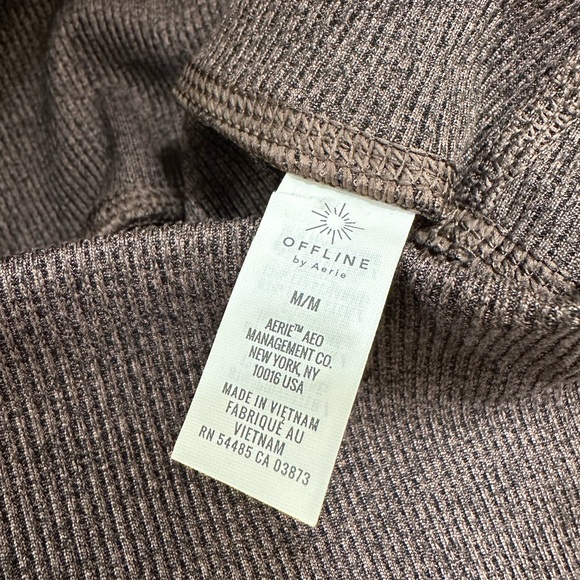 OFFLINE
by Aerie
M/M
AERIE™ AEO
MANAGEMENT CO.
NEW YORK, NY
10016 USA
MADE IN VIETNAM
FABRIQUÉ AU
VIETNAM
RN 54485 CA 03873